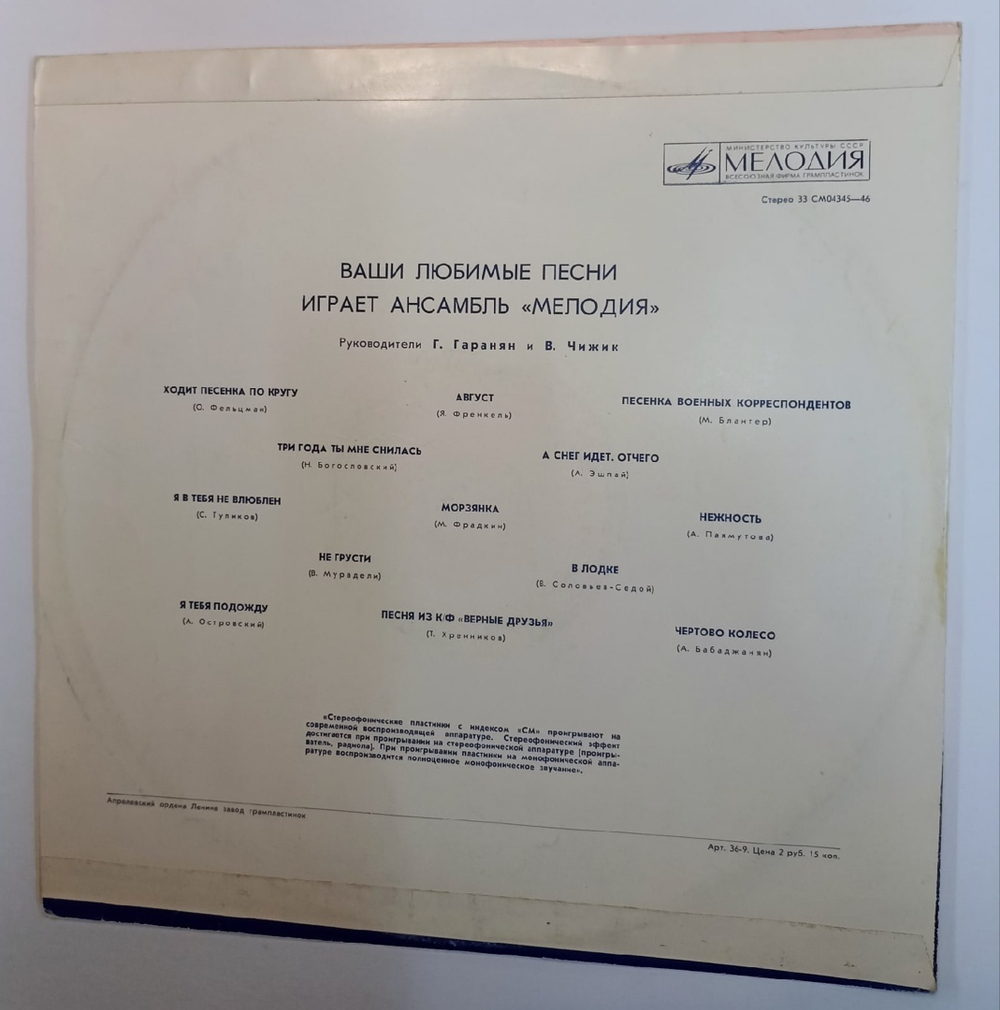 МИНИСТЕРСТВО КУЛЬТУРЫ СССР
МЕЛОДИЯ
ВСЕСОЮЗНАЯ ФИРМА ГРАМПЛАСТИНОК
Стерео 33 СМ04345—46
ВАШИ ЛЮБИМЫЕ ПЕСНИ
ИГРАЕТ АНСАМБЛЬ «МЕЛОДИЯ»
Руководители Г. Гаранян и В. Чижик
ХОДИТ ПЕСЕНКА ПО КРУГУ
(О. Фельцман)
АВГУСТ
(Я. Френкель)
ПЕСЕНКА ВОЕННЫХ КОРРЕСПОНДЕНТОВ
(М. Блантер)
ТРИ ГОДА ТЫ МНЕ СНИЛАСЬ
(Н. Богословский)
А СНЕГ ИДЕТ. ОТЧЕГО
(А. Эшпай)
Я В ТЕБЯ НЕ ВЛЮБЛЕН
(С. Туликов)
МОРЗЯНКА
(М. Фрадкин)
НЕЖНОСТЬ
(А. Пахмутова)
НЕ ГРУСТИ
(В. Мурадели)
В ЛОДКЕ
(В. Соловьев-Седой)
Я ТЕБЯ ПОДОЖДУ
(А. Островский)
ПЕСНЯ ИЗ К/Ф «ВЕРНЫЕ ДРУЗЬЯ»
(Т. Хренников)
ЧЕРТОВО КОЛЕСО
(А. Бабаджанян)
«Стереофонические пластинки с индексом «СМ» проигрывают на
современной воспроизводящей аппаратуре. Стереофонический эффект
достигается при проигрывании на стереофонической аппаратуре (проигры-
ватель, радиола). При проигрывании пластинки на монофонической аппа-
ратуре воспроизводится полноценное монофоническое звучание».
Апрелевский ордена Ленина завод грампластинок
Арт. 36-9. Цена 2 руб. 15 коп.